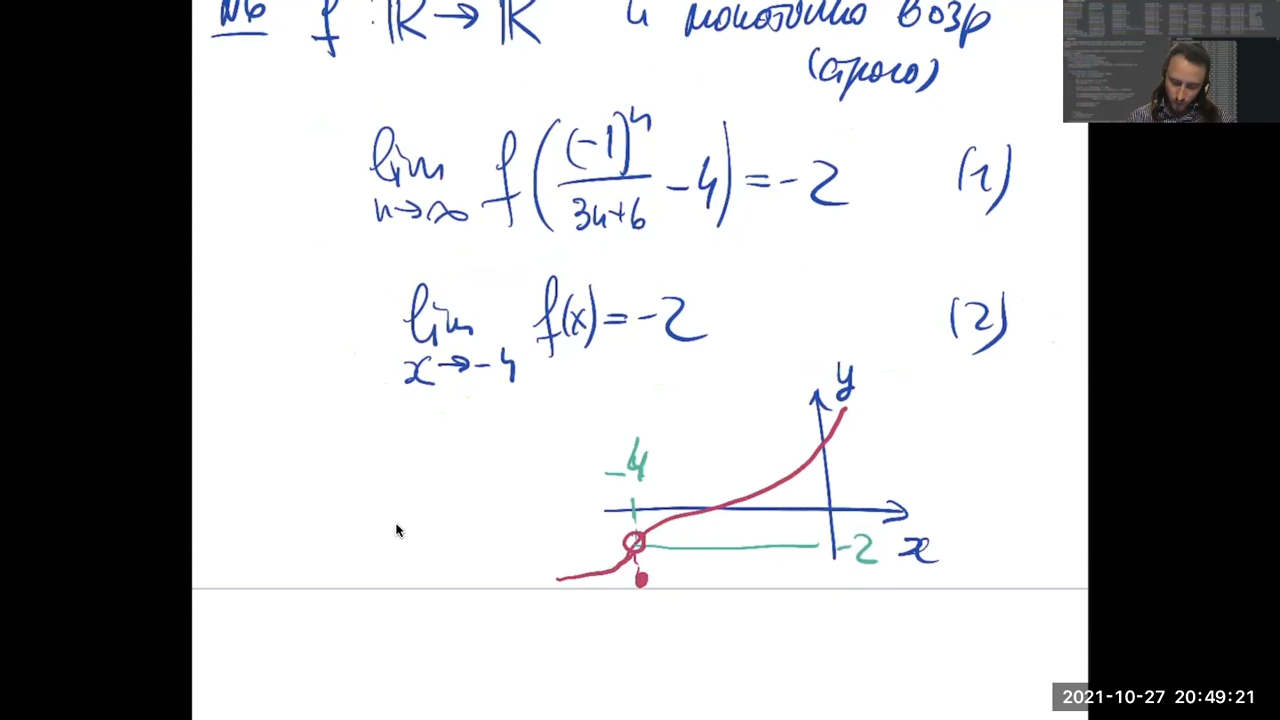 №6 f : ℝ → ℝ и монотонно возр
(строго)
lim n→∞ f((-1)^n / (3n+6) - 4) = -2 (1)
lim x→-4 f(x) = -2 (2)
y
-4
-2 x
2021-10-27 20:49:21